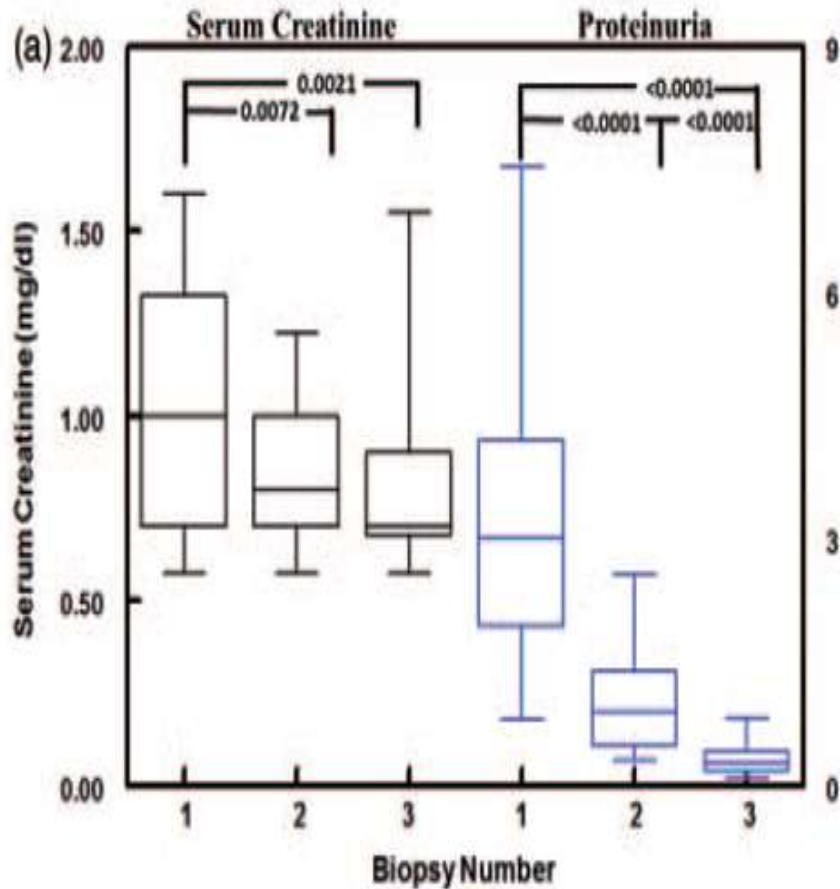 (a)
Serum Creatinine Proteinuria
2.00 9
0.0021 <0.0001
0.0072 <0.0001 <0.0001
1.50
6
1.00
3
0.50
0.00 0
Serum Creatinine (mg/dl)
1 2 3 1 2 3
Biopsy Number